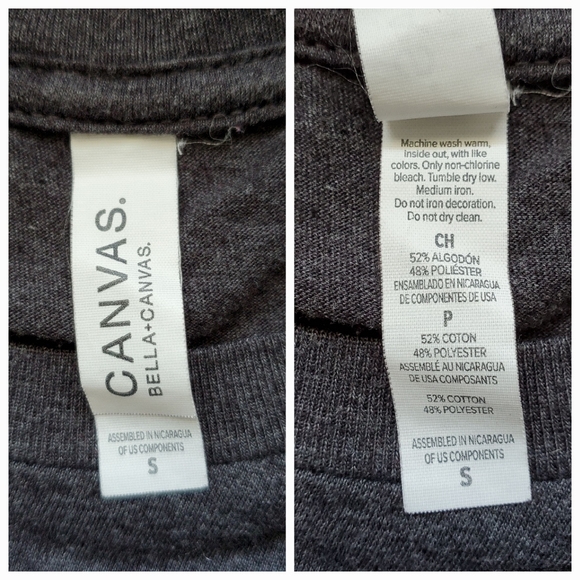 CANVAS.
BELLA+CANVAS.
ASSEMBLED IN NICARAGUA
OF US COMPONENTS
S
Machine wash warm,
inside out, with like
colors. Only non-chlorine
bleach. Tumble dry low.
Medium iron.
Do not iron decoration.
Do not dry clean.
CH
52% ALGODÓN
48% POLIÉSTER
ENSAMBLADO EN NICARAGUA
DE COMPONENTES DE USA
P
52% COTON
48% POLYESTER
ASSEMBLÉ AU NICARAGUA
DE USA COMPOSANTS
52% COTTON
48% POLYESTER
ASSEMBLED IN NICARAGUA
OF US COMPONENTS
S